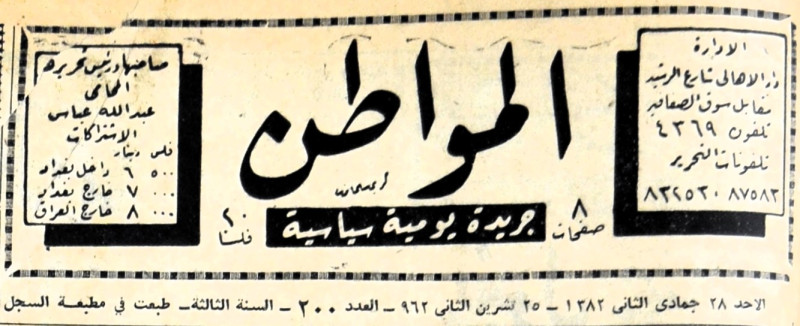 الادارة
دار الاهالي شارع الرشيد
مقابل سوق الصفافير
تلفون ٤٣٦٩
تلفونات التحرير
٨٧٥٨٣ ٨٣٢٥٣٠
المواطن
٨ صفحات
جريدة يومية سياسية
٢٠ فلسا
صاحبها ورئيس تحريرها
المحامي
عبدالله عباس
الاشتراكات
فلس دينار
٥٠٠ ٦ داخل بغداد
٠٠٠ ٧ خارج بغداد
٠٠٠ ٨ خارج العراق
الاحد ٢٨ جمادي الثاني ١٣٨٢ – ٢٥ تشرين الثاني ٩٦٢ – العدد ٢٠٠ – السنة الثالثة – طبعت في مطبعة السجل